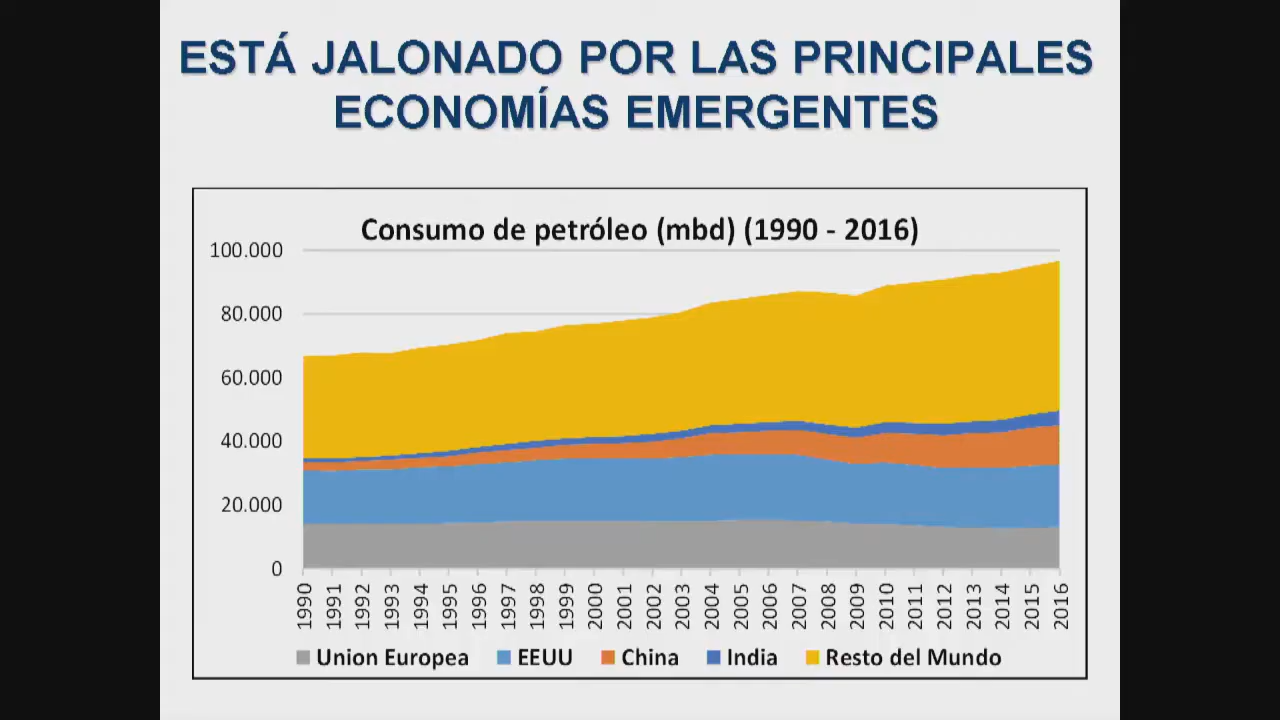 ESTÁ JALONADO POR LAS PRINCIPALES
ECONOMÍAS EMERGENTES
Consumo de petróleo (mbd) (1990 - 2016)
100.000
80.000
60.000
40.000
20.000
0
1990 1991 1992 1993 1994 1995 1996 1997 1998 1999 2000 2001 2002 2003 2004 2005 2006 2007 2008 2009 2010 2011 2012 2013 2014 2015 2016
Union Europea EEUU China India Resto del Mundo